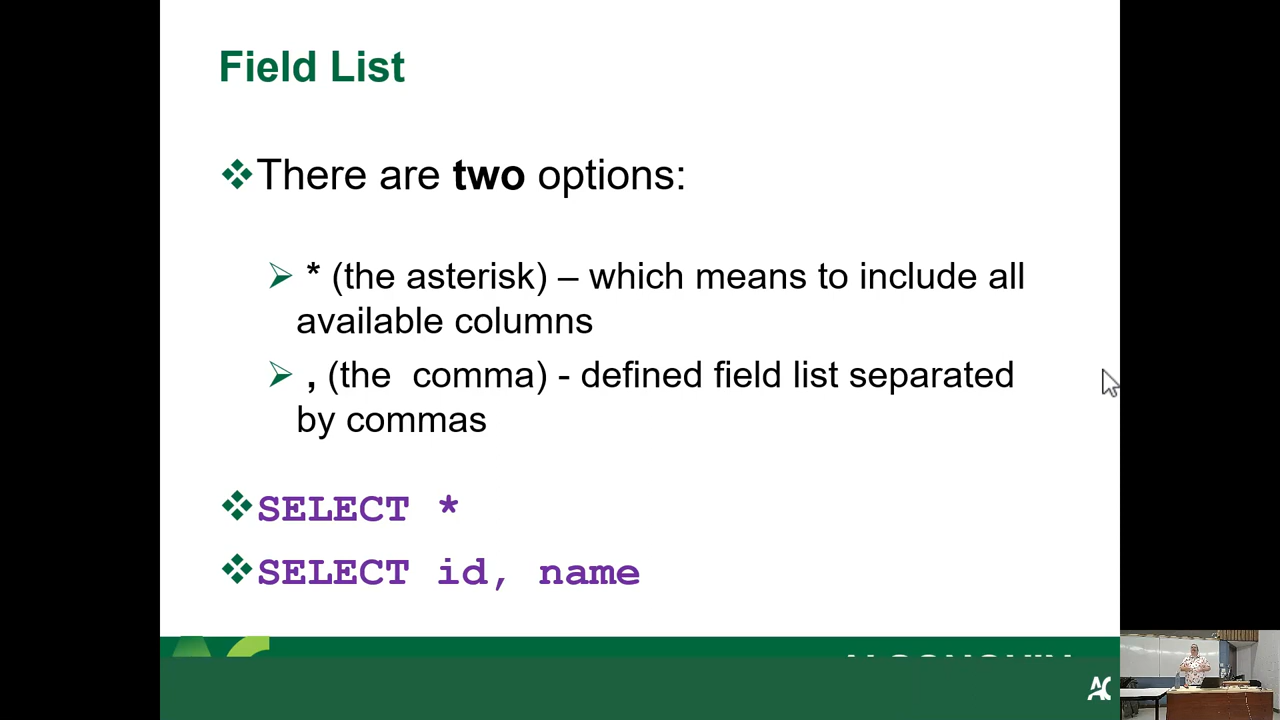 Field List
There are two options:
* (the asterisk) – which means to include all
available columns
, (the  comma) - defined field list separated
by commas
SELECT *
SELECT id, name
AC